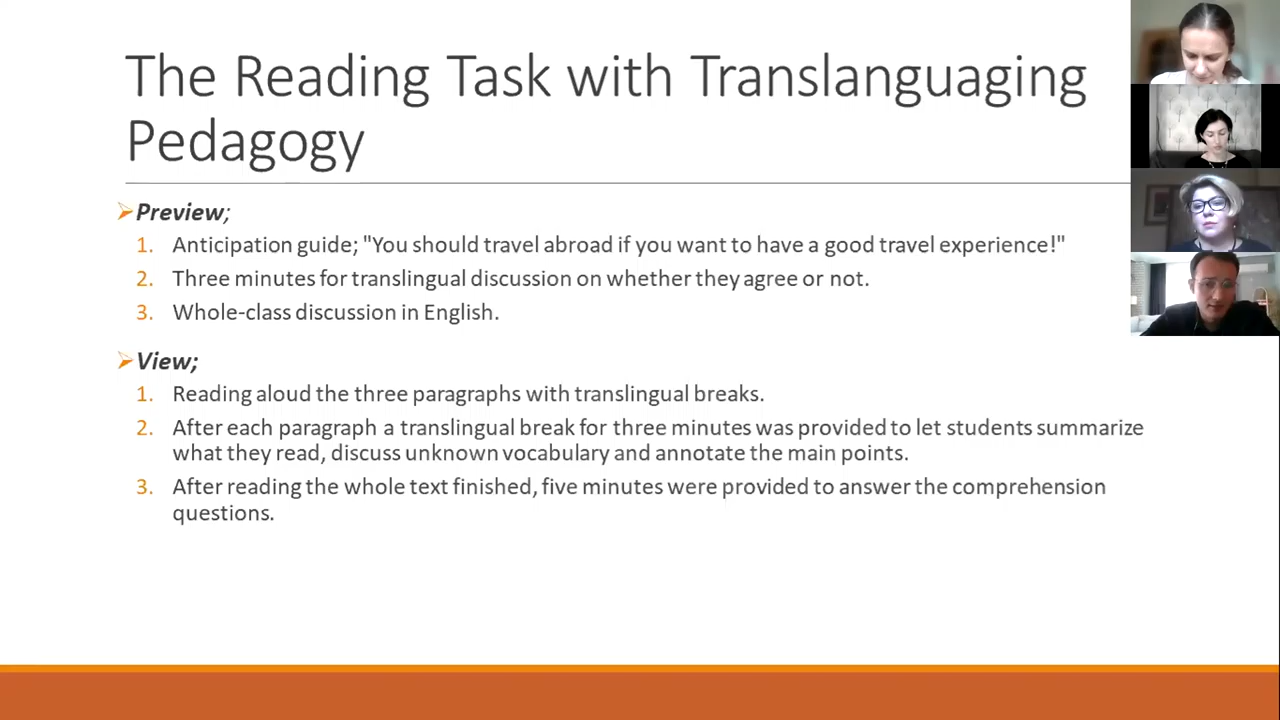 The Reading Task with Translanguaging
Pedagogy
Preview;
1. Anticipation guide; "You should travel abroad if you want to have a good travel experience!"
2. Three minutes for translingual discussion on whether they agree or not.
3. Whole-class discussion in English.
View;
1. Reading aloud the three paragraphs with translingual breaks.
2. After each paragraph a translingual break for three minutes was provided to let students summarize
what they read, discuss unknown vocabulary and annotate the main points.
3. After reading the whole text finished, five minutes were provided to answer the comprehension
questions.